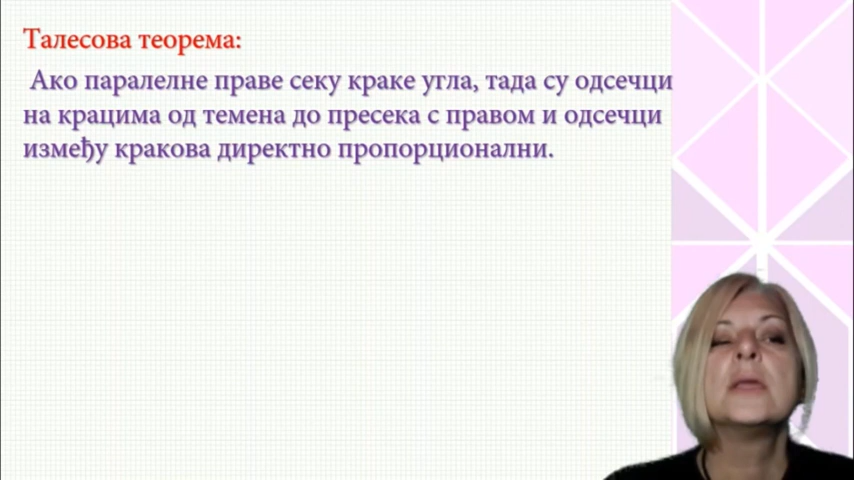 Талесова теорема:
Ако паралелне праве секу краке угла, тада су одсечци
на крацима од темена до пресека с правом и одсечци
између кракова директно пропорционални.